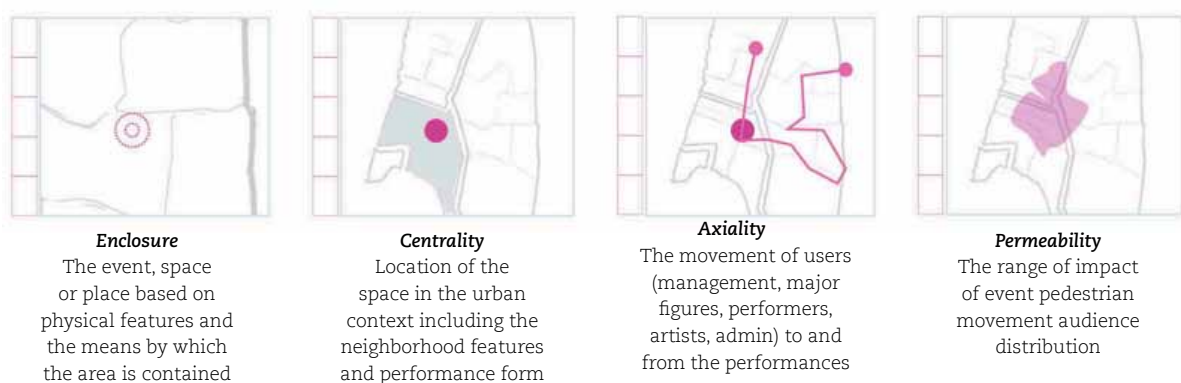 Enclosure
The event, space
or place based on
physical features and
the means by which
the area is contained
Centrality
Location of the
space in the urban
context including the
neighborhood features
and performance form
Axiality
The movement of users
(management, major
figures, performers,
artists, admin) to and
from the performances
Permeability
The range of impact
of event pedestrian
movement audience
distribution